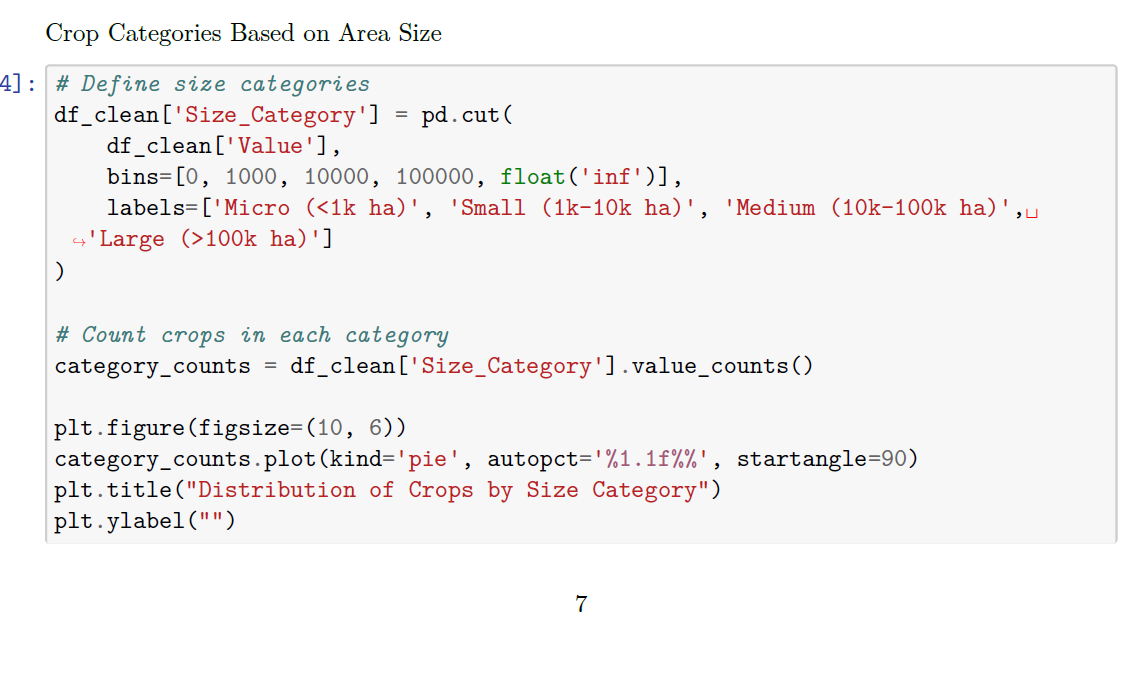 Crop Categories Based on Area Size
4]: # Define size categories
df_clean['Size_Category'] = pd.cut(
    df_clean['Value'],
    bins=[0, 1000, 10000, 100000, float('inf')],
    labels=['Micro (<1k ha)', 'Small (1k-10k ha)', 'Medium (10k-100k ha)',␣
↪'Large (>100k ha)']
)
# Count crops in each category
category_counts = df_clean['Size_Category'].value_counts()
plt.figure(figsize=(10, 6))
category_counts.plot(kind='pie', autopct='%1.1f%%', startangle=90)
plt.title("Distribution of Crops by Size Category")
plt.ylabel("")
7